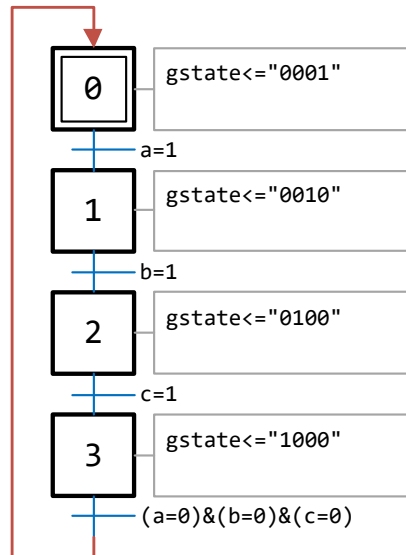 0
gstate<="0001"
a=1
1
gstate<="0010"
b=1
2
gstate<="0100"
c=1
3
gstate<="1000"
(a=0)&(b=0)&(c=0)